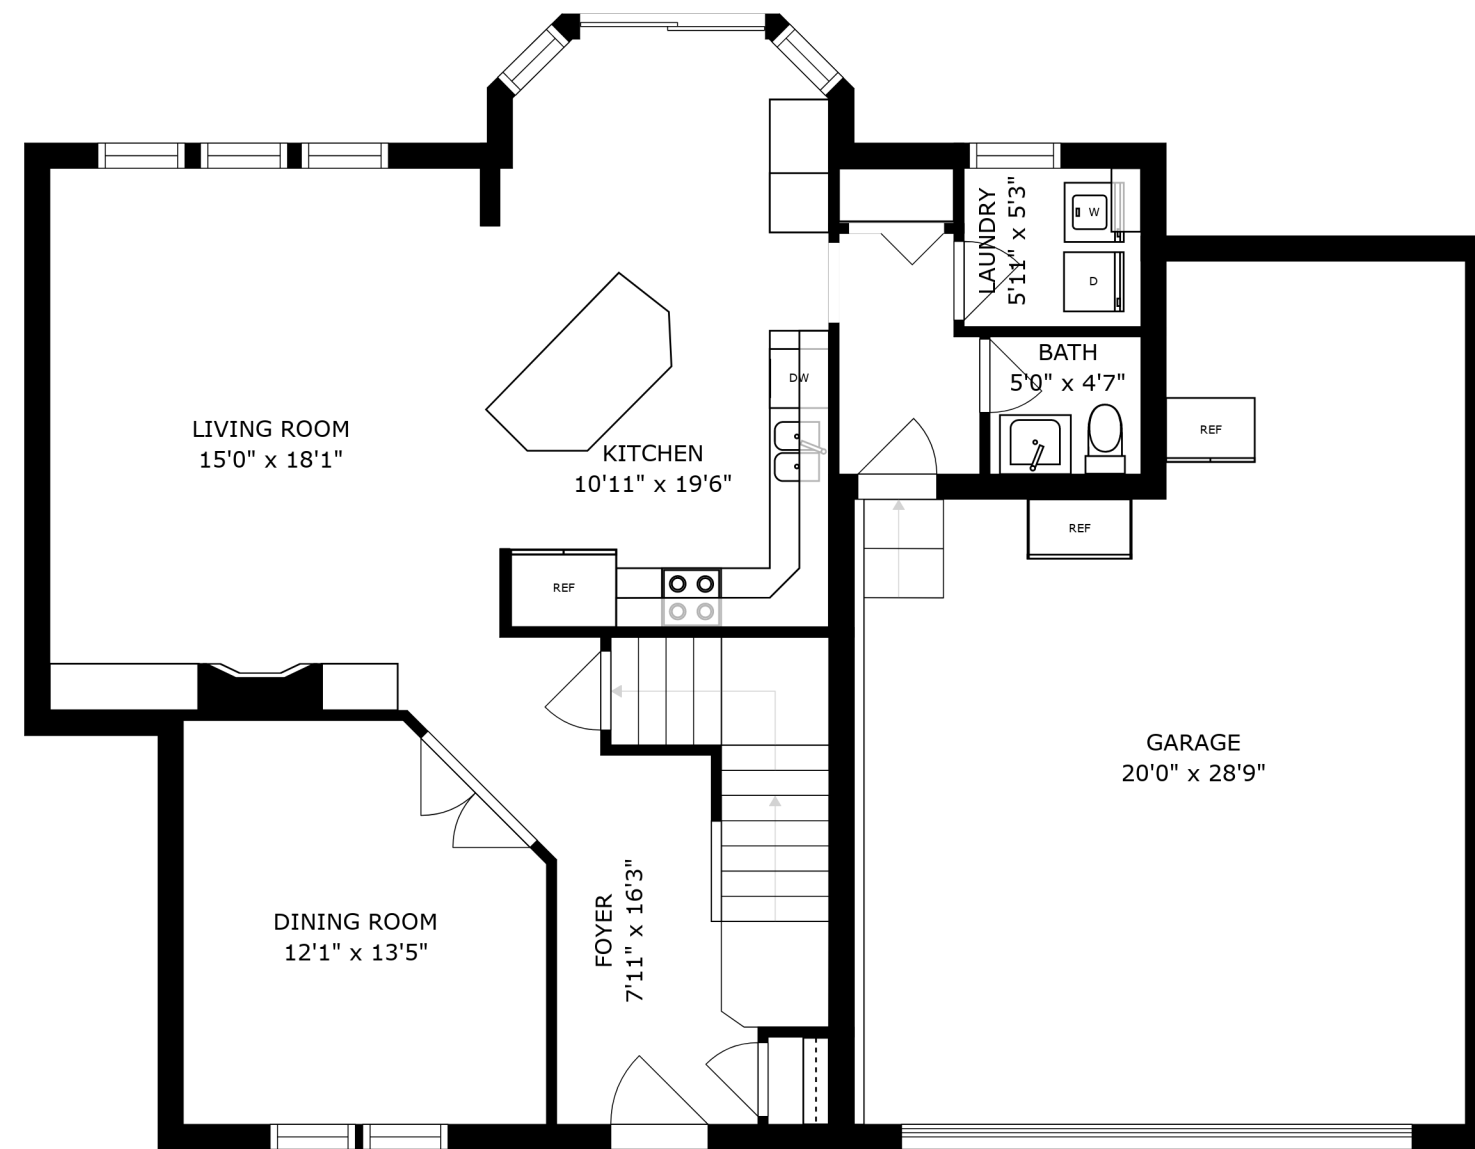 LAUNDRY
5'11" x 5'3"
W
D
BATH
5'0" x 4'7"
DW
LIVING ROOM
15'0" x 18'1"
KITCHEN
10'11" x 19'6"
REF
REF
REF
GARAGE
20'0" x 28'9"
DINING ROOM
12'1" x 13'5"
FOYER
7'11" x 16'3"